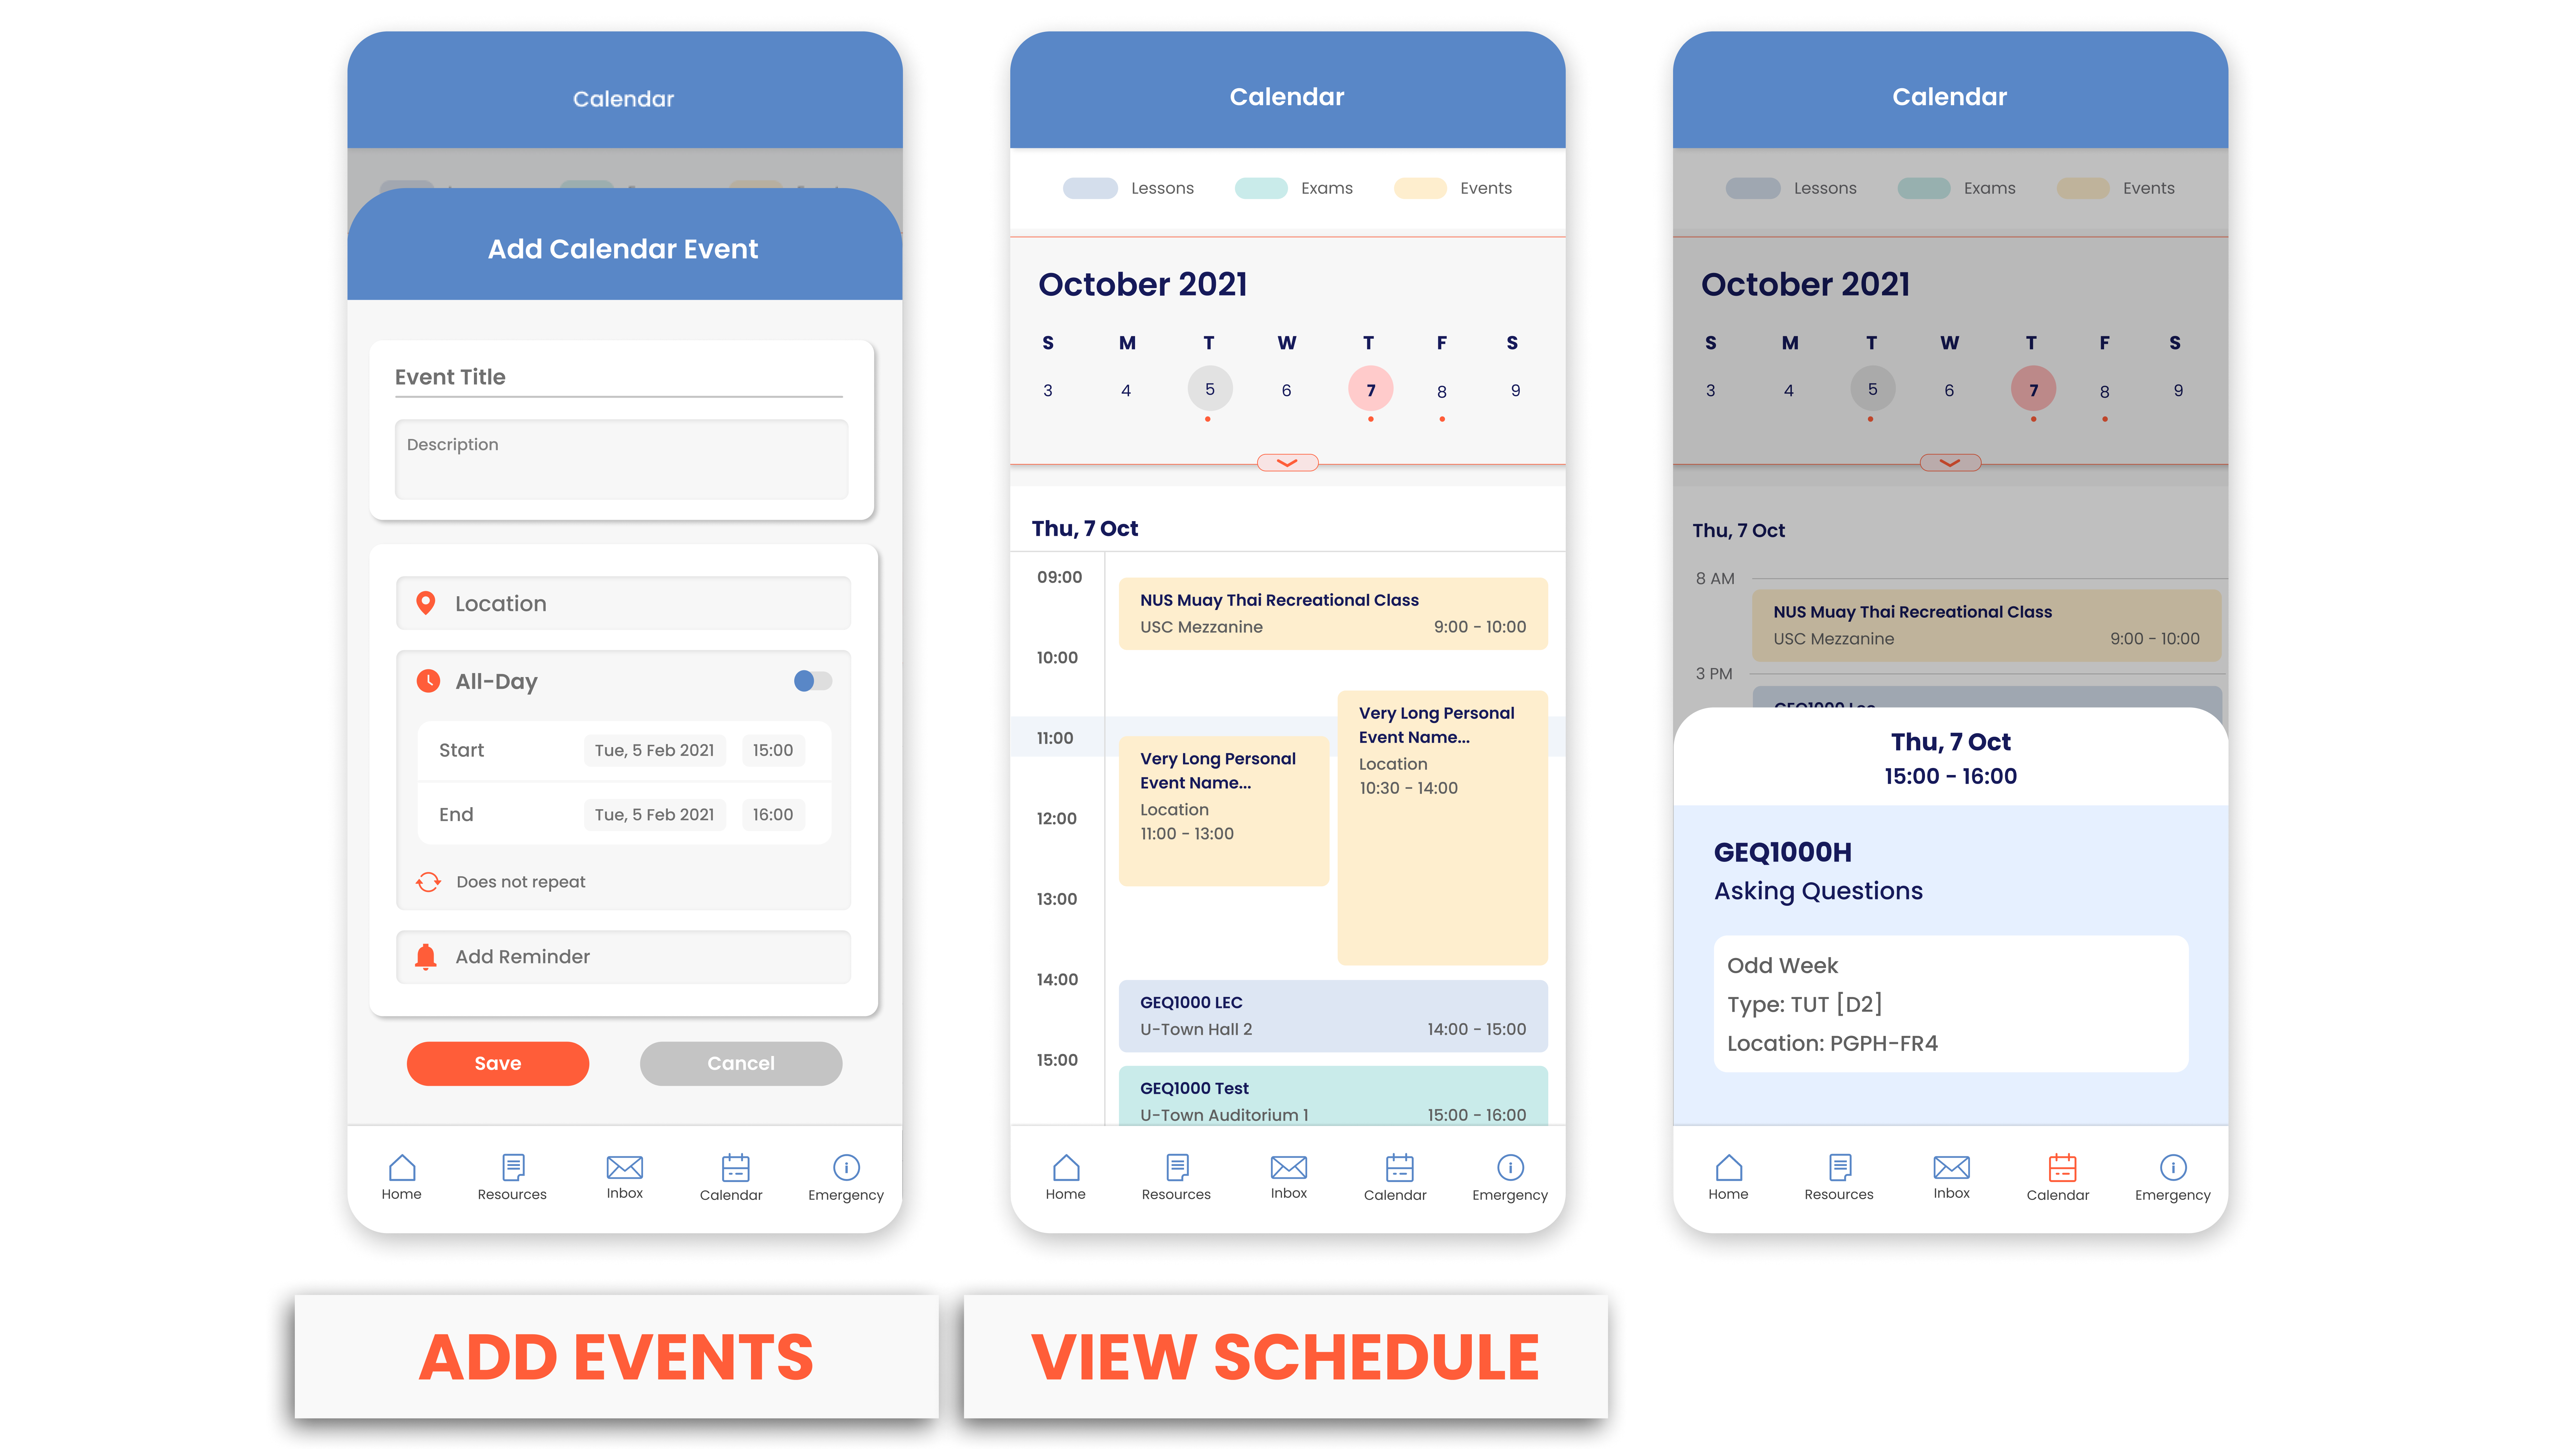 Calendar
Add Calendar Event
Event Title
Description
Location
All-Day
Start Tue, 5 Feb 2021 15:00
End Tue, 5 Feb 2021 16:00
Does not repeat
Add Reminder
Save Cancel
Home Resources Inbox Calendar Emergency
ADD EVENTS
Calendar
Lessons Exams Events
October 2021
S M T W T F S
3 4 5 6 7 8 9
Thu, 7 Oct
09:00
NUS Muay Thai Recreational Class
USC Mezzanine 9:00 - 10:00
10:00
Very Long Personal
Event Name...
Location
10:30 - 14:00
11:00
Very Long Personal
Event Name...
Location
11:00 - 13:00
12:00
13:00
14:00
GEQ1000 LEC
U-Town Hall 2 14:00 - 15:00
15:00
GEQ1000 Test
U-Town Auditorium 1 15:00 - 16:00
Home Resources Inbox Calendar Emergency
VIEW SCHEDULE
Calendar
Lessons Exams Events
October 2021
S M T W T F S
3 4 5 6 7 8 9
Thu, 7 Oct
8 AM
NUS Muay Thai Recreational Class
USC Mezzanine 9:00 - 10:00
3 PM
Thu, 7 Oct
15:00 - 16:00
GEQ1000H
Asking Questions
Odd Week
Type: TUT [D2]
Location: PGPH-FR4
Home Resources Inbox Calendar Emergency